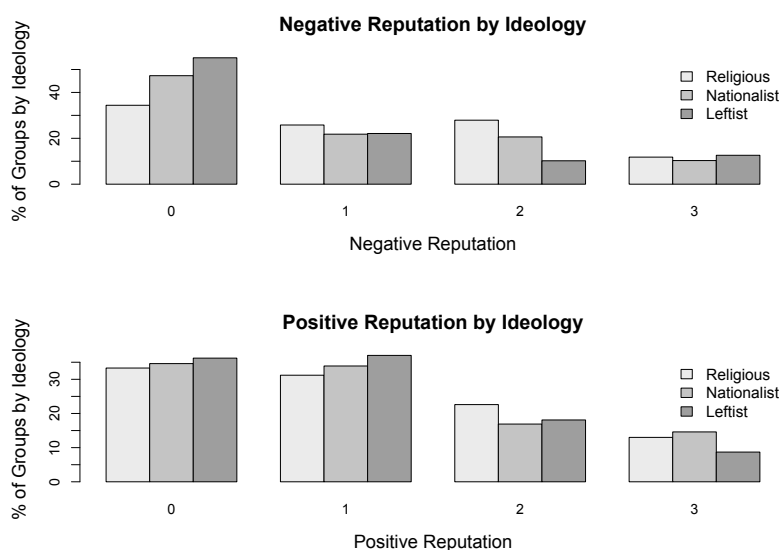 Negative Reputation by Ideology
% of Groups by Ideology
0 20 40
Religious
Nationalist
Leftist
0 1 2 3
Negative Reputation
Positive Reputation by Ideology
% of Groups by Ideology
0 10 20 30
Religious
Nationalist
Leftist
0 1 2 3
Positive Reputation